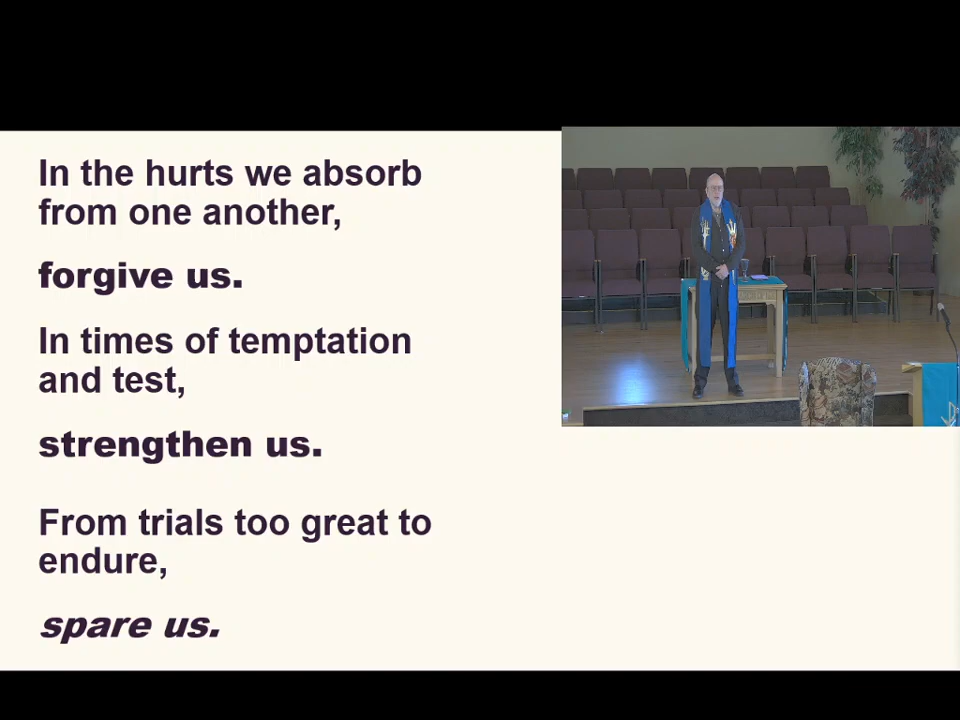 In the hurts we absorb
from one another,
forgive us.
In times of temptation
and test,
strengthen us.
From trials too great to
endure,
spare us.